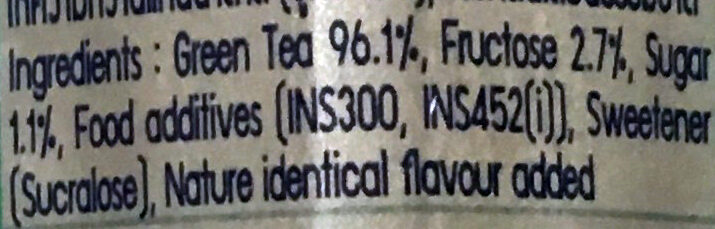 Ingredients : Green Tea 96.1%, Fructose 2.7%, Sugar
1.1%, Food additives (INS300, INS452(i)), Sweetener
(Sucralose), Nature identical flavour added